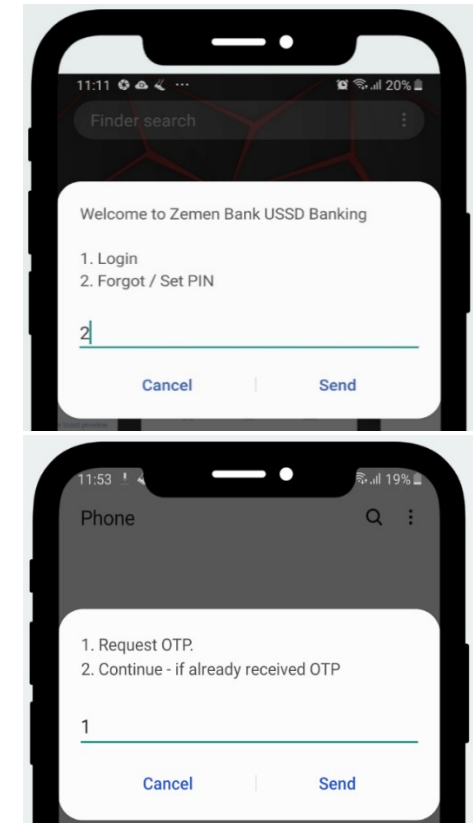 11:11
20%
Finder search
Welcome to Zemen Bank USSD Banking
1. Login
2. Forgot / Set PIN
2
Cancel
Send
11:53
19%
Phone
1. Request OTP.
2. Continue - if already received OTP
1
Cancel
Send